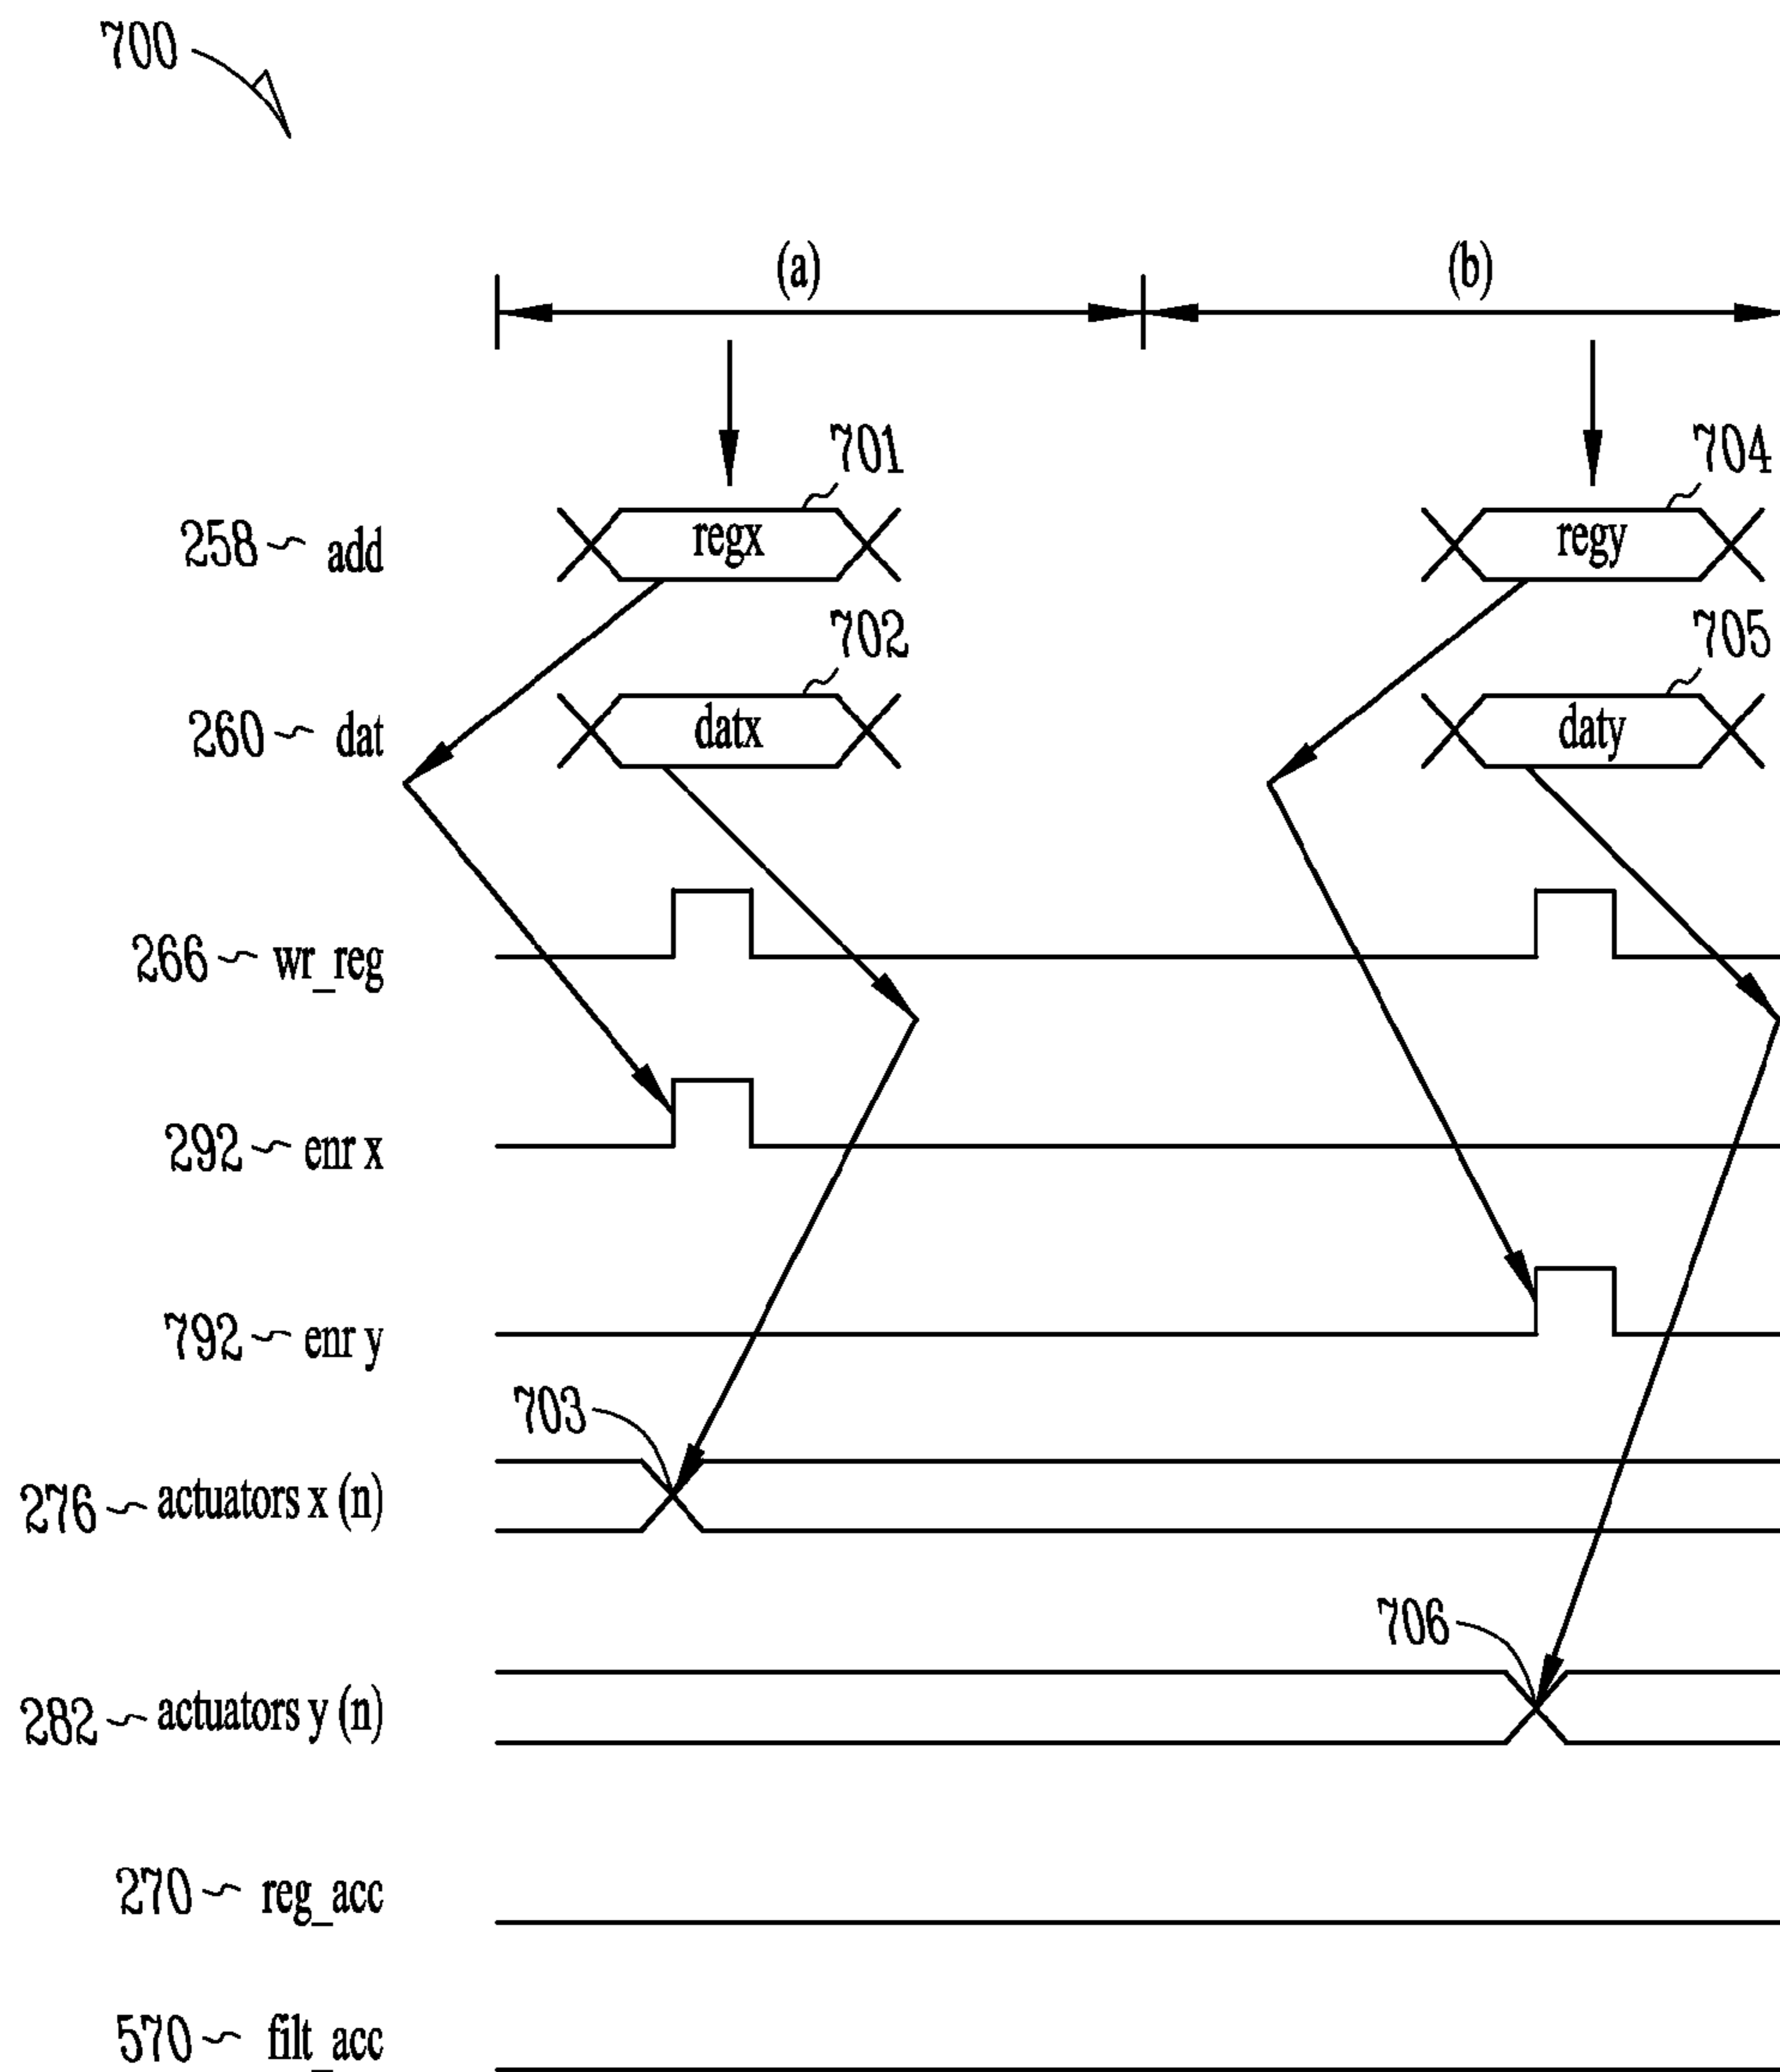 700
(a) (b)
701 704
258 add regx regy
702 705
260 dat datx daty
266 wr_reg
292 enr x
792 enr y
703
276 actuators x (n)
706
282 actuators y (n)
270 reg_acc
570 filt_acc